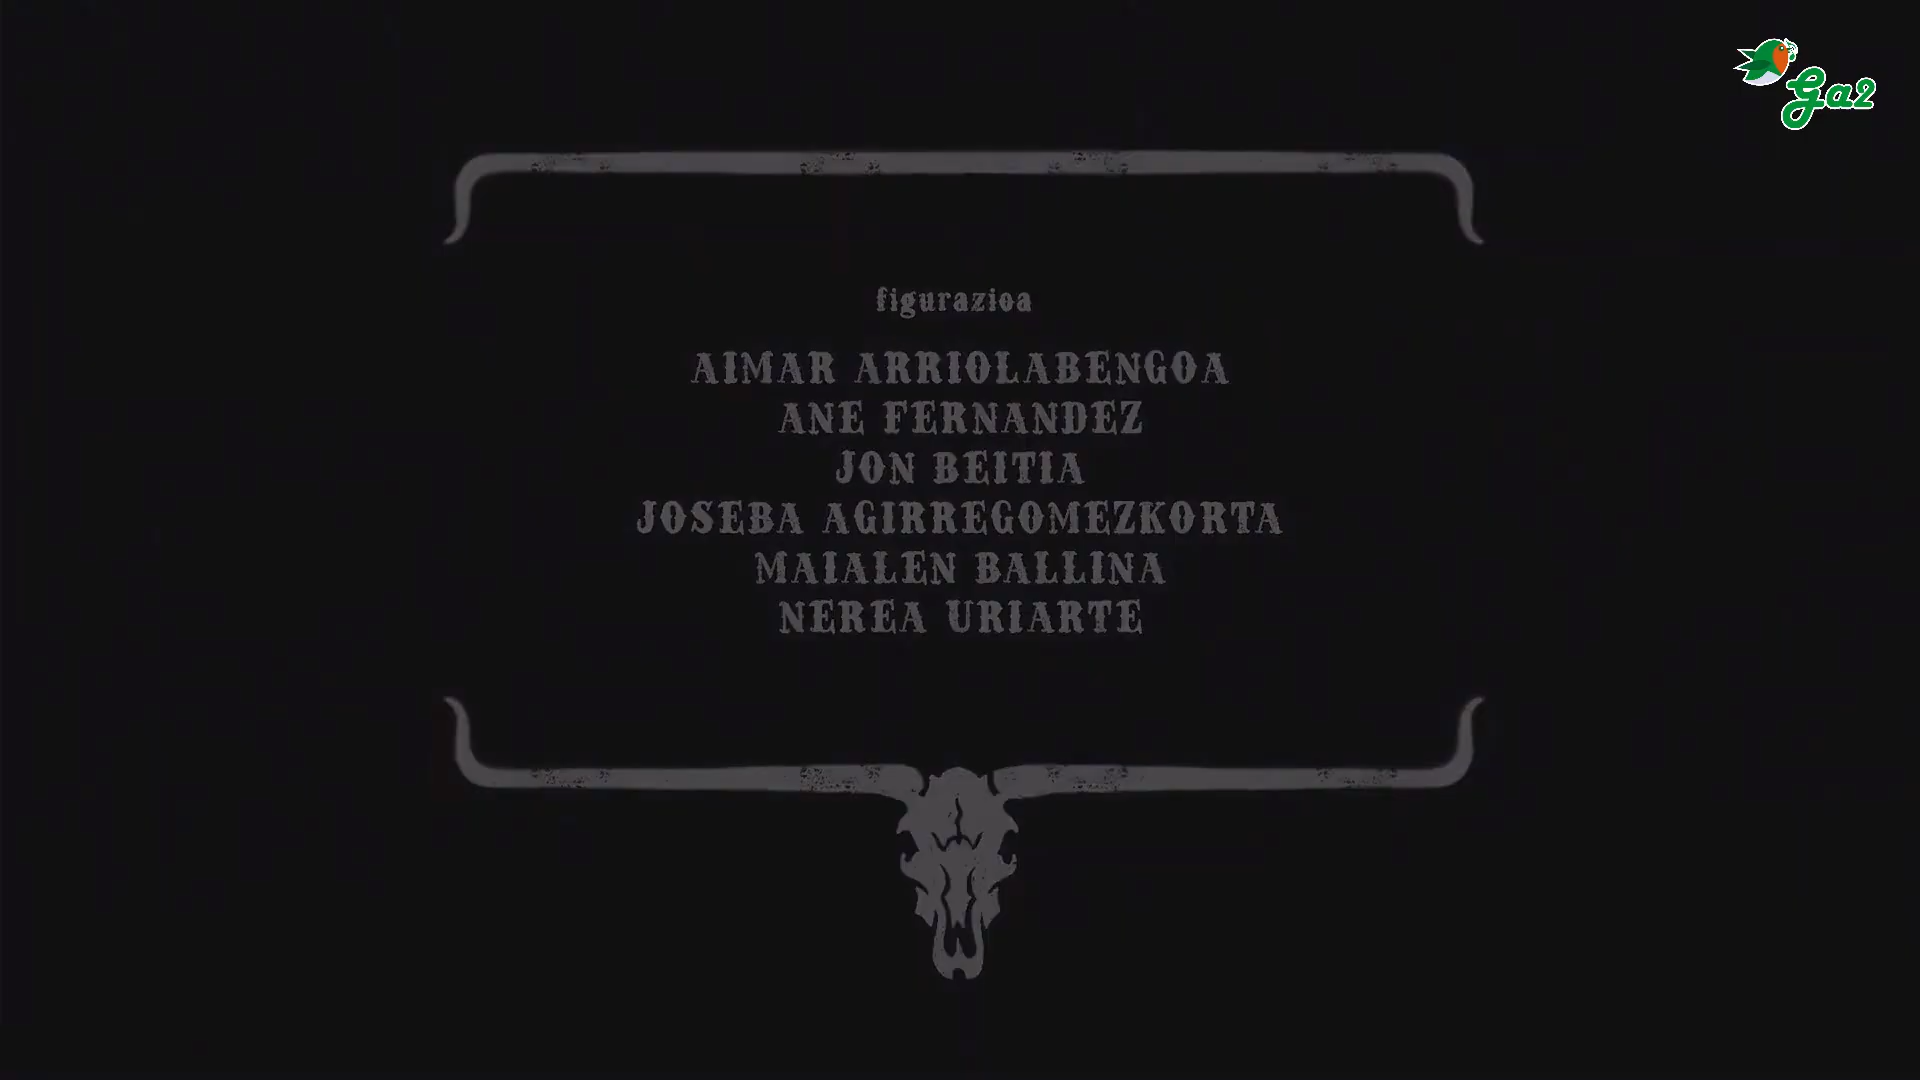 Ga2
figurazioa
AIMAR ARRIOLABENGOA
ANE FERNANDEZ
JON BEITIA
JOSEBA AGIRREGOMEZKORTA
MAIALEN BALLINA
NEREA URIARTE